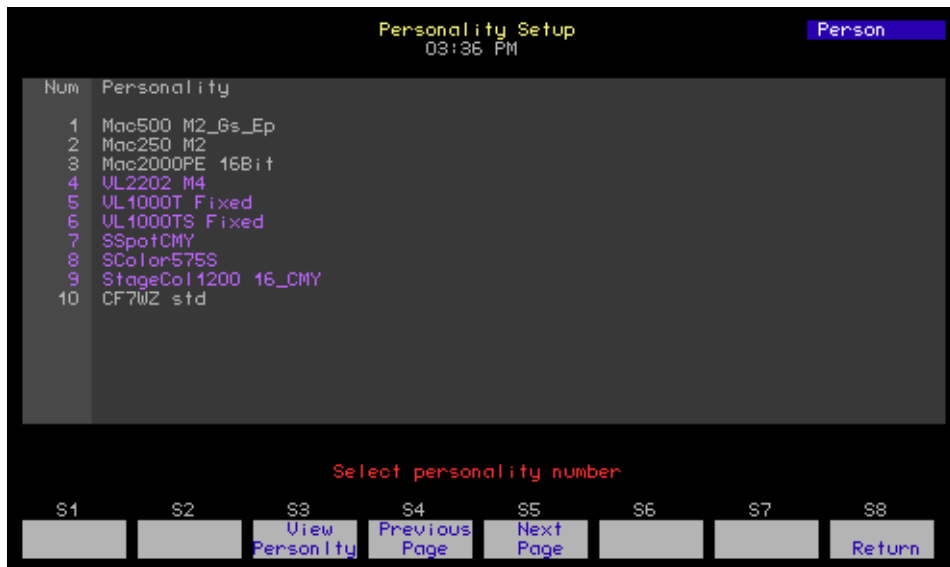 Personality Setup
Person
03:36 PM
Num Personality
1 Mac500 M2_Gs_Ep
2 Mac250 M2
3 Mac2000PE 16Bit
4 VL2202 M4
5 VL1000T Fixed
6 VL1000TS Fixed
7 SSpotCMY
8 SColor575S
9 StageCol1200 16_CMY
10 CF7WZ std
Select personality number
S1 S2 S3 S4 S5 S6 S7 S8
View Previous Next
Personlty Page Page Return